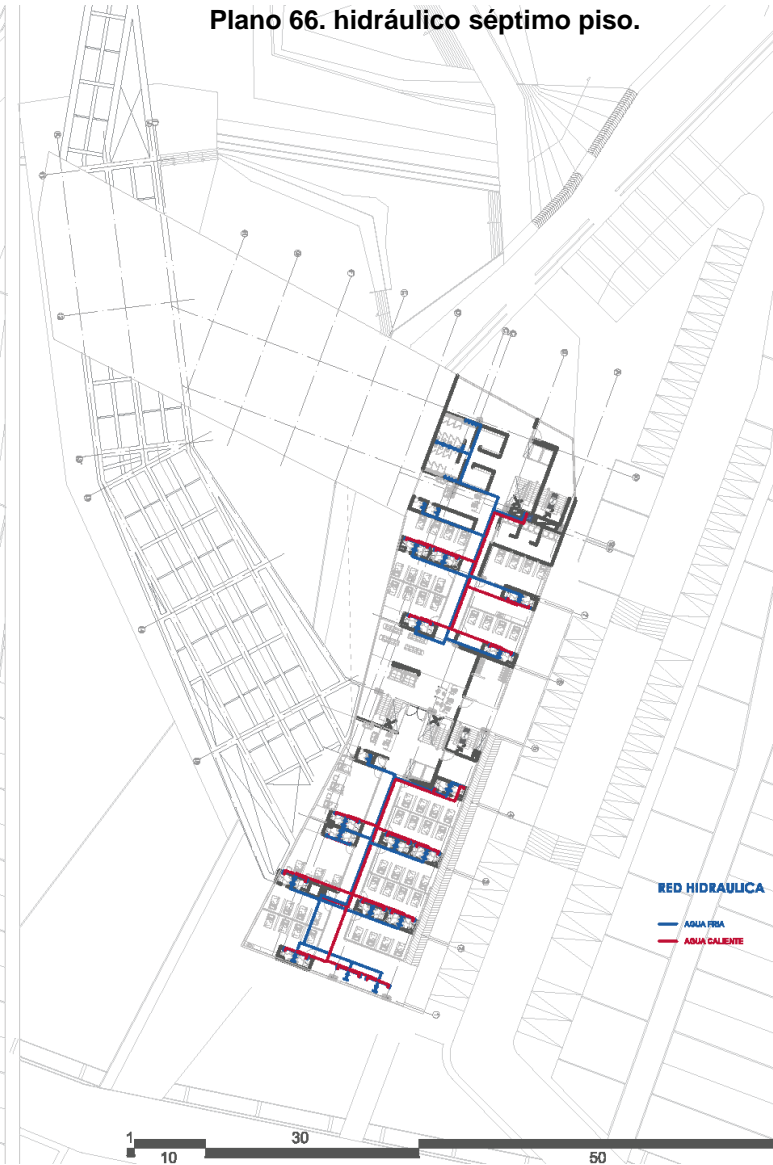 Plano 66. hidráulico séptimo piso.
RED HIDRAULICA
AGUA FRIA
AGUA CALIENTE
1
30
10
50